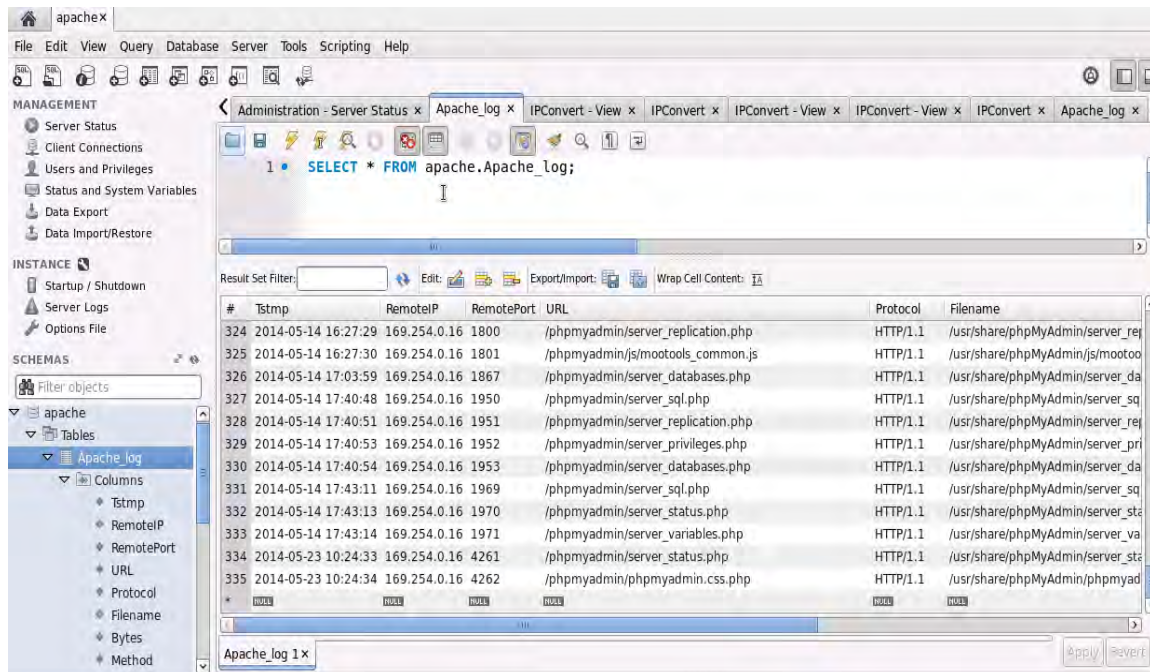 apache×
File Edit View Query Database Server Tools Scripting Help
MANAGEMENT
Server Status
Client Connections
Users and Privileges
Status and System Variables
Data Export
Data Import/Restore
INSTANCE
Startup / Shutdown
Server Logs
Options File
SCHEMAS
Filter objects
apache
Tables
Apache_log
Columns
Tstmp
RemoteIP
RemotePort
URL
Protocol
Filename
Bytes
Method
Administration - Server Status × Apache_log × IPConvert - View × IPConvert × IPConvert - View × IPConvert - View × IPConvert × Apache_log ×
1 SELECT * FROM apache.Apache_log;
Result Set Filter: Edit: Export/Import: Wrap Cell Content:
# Tstmp RemoteIP RemotePort URL Protocol Filename
324 2014-05-14 16:27:29 169.254.0.16 1800 /phpmyadmin/server_replication.php HTTP/1.1 /usr/share/phpMyAdmin/server_rep
325 2014-05-14 16:27:30 169.254.0.16 1801 /phpmyadmin/js/mootools_common.js HTTP/1.1 /usr/share/phpMyAdmin/js/mootoo
326 2014-05-14 17:03:59 169.254.0.16 1867 /phpmyadmin/server_databases.php HTTP/1.1 /usr/share/phpMyAdmin/server_da
327 2014-05-14 17:40:48 169.254.0.16 1950 /phpmyadmin/server_sql.php HTTP/1.1 /usr/share/phpMyAdmin/server_sq
328 2014-05-14 17:40:51 169.254.0.16 1951 /phpmyadmin/server_replication.php HTTP/1.1 /usr/share/phpMyAdmin/server_rep
329 2014-05-14 17:40:53 169.254.0.16 1952 /phpmyadmin/server_privileges.php HTTP/1.1 /usr/share/phpMyAdmin/server_pri
330 2014-05-14 17:40:54 169.254.0.16 1953 /phpmyadmin/server_databases.php HTTP/1.1 /usr/share/phpMyAdmin/server_da
331 2014-05-14 17:43:11 169.254.0.16 1969 /phpmyadmin/server_sql.php HTTP/1.1 /usr/share/phpMyAdmin/server_sq
332 2014-05-14 17:43:13 169.254.0.16 1970 /phpmyadmin/server_status.php HTTP/1.1 /usr/share/phpMyAdmin/server_sta
333 2014-05-14 17:43:14 169.254.0.16 1971 /phpmyadmin/server_variables.php HTTP/1.1 /usr/share/phpMyAdmin/server_va
334 2014-05-23 10:24:33 169.254.0.16 4261 /phpmyadmin/server_status.php HTTP/1.1 /usr/share/phpMyAdmin/server_sta
335 2014-05-23 10:24:34 169.254.0.16 4262 /phpmyadmin/phpmyadmin.css.php HTTP/1.1 /usr/share/phpMyAdmin/phpmyad
* NULL NULL NULL NULL NULL NULL
Apache_log 1 × Apply Revert